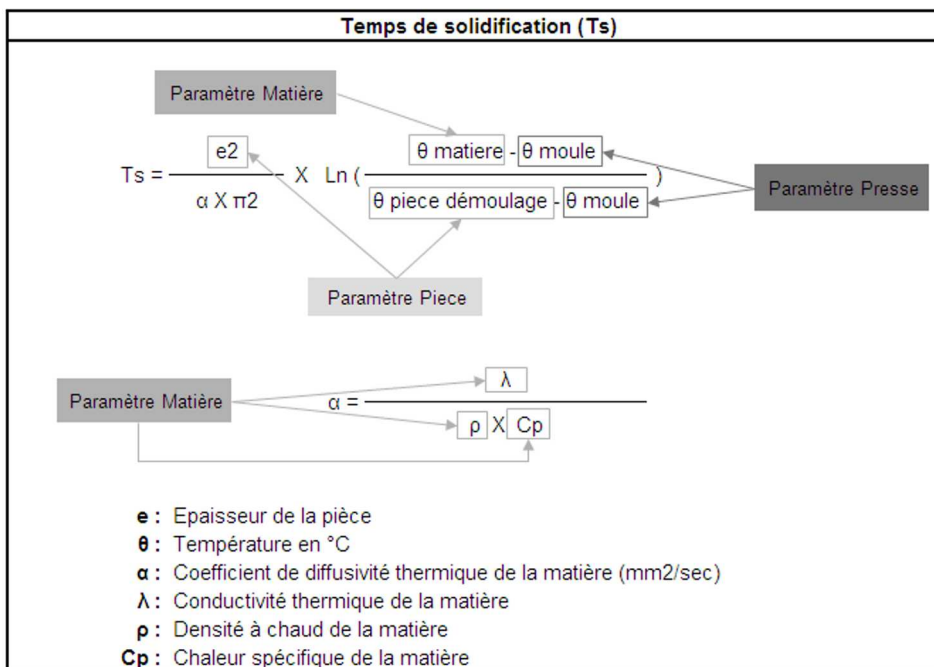 Temps de solidification (Ts)
Paramètre Matière
e2
θ matiere - θ moule
Ts = X Ln ( )
α X π2
θ piece démoulage - θ moule
Paramètre Presse
Paramètre Piece
λ
Paramètre Matière
α =
ρ X Cp
e : Epaisseur de la pièce
θ : Température en °C
α : Coefficient de diffusivité thermique de la matière (mm2/sec)
λ : Conductivité thermique de la matière
ρ : Densité à chaud de la matière
Cp : Chaleur spécifique de la matière